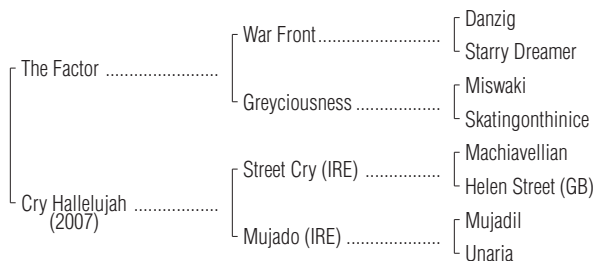 Danzig
War Front
Starry Dreamer
The Factor
Miswaki
Greyciousness
Skatingonthinice
Machiavellian
Street Cry (IRE)
Helen Street (GB)
Cry Hallelujah
(2007)
Mujadil
Mujado (IRE)
Unaria